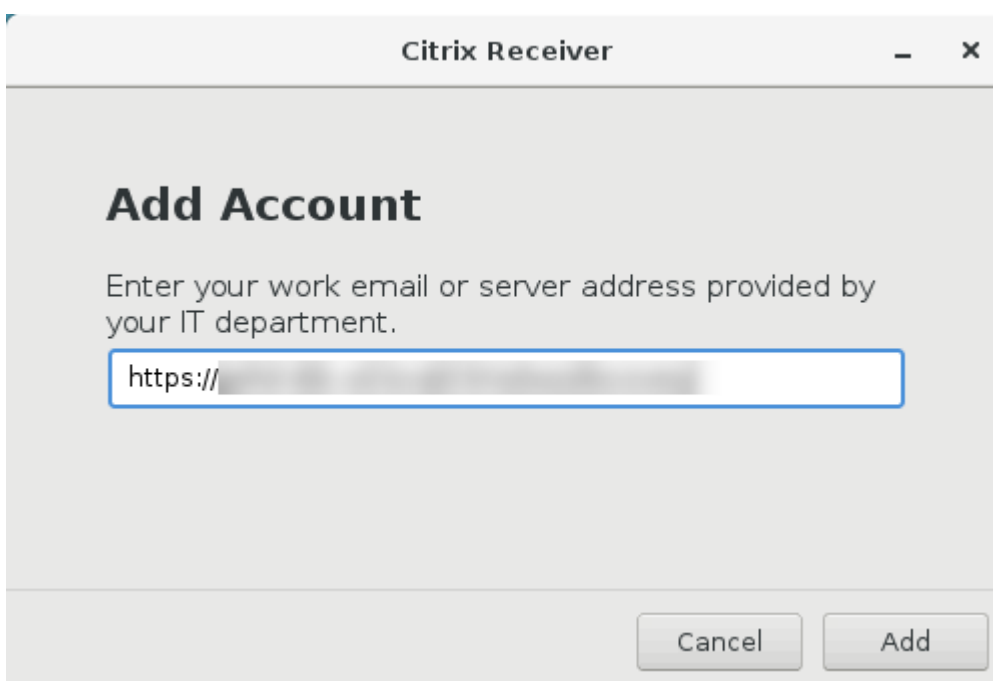 Citrix Receiver
Add Account
Enter your work email or server address provided by
your IT department.
https://
Cancel
Add